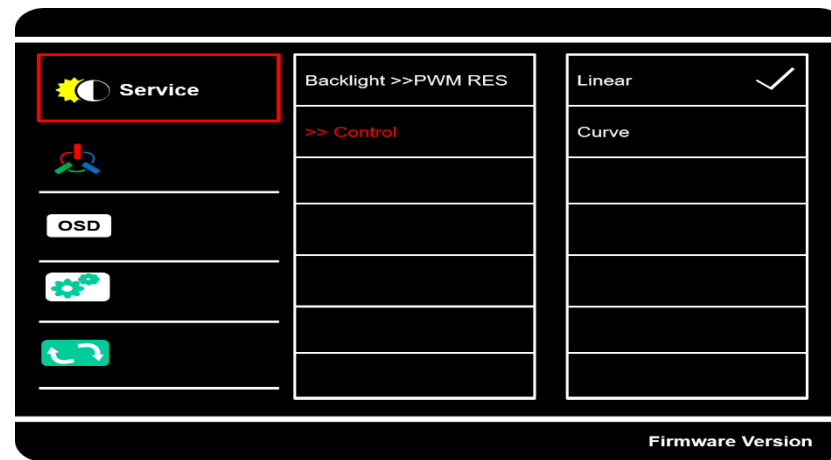 Service
Backlight >>PWM RES
Linear
>> Control
Curve
OSD
Firmware Version